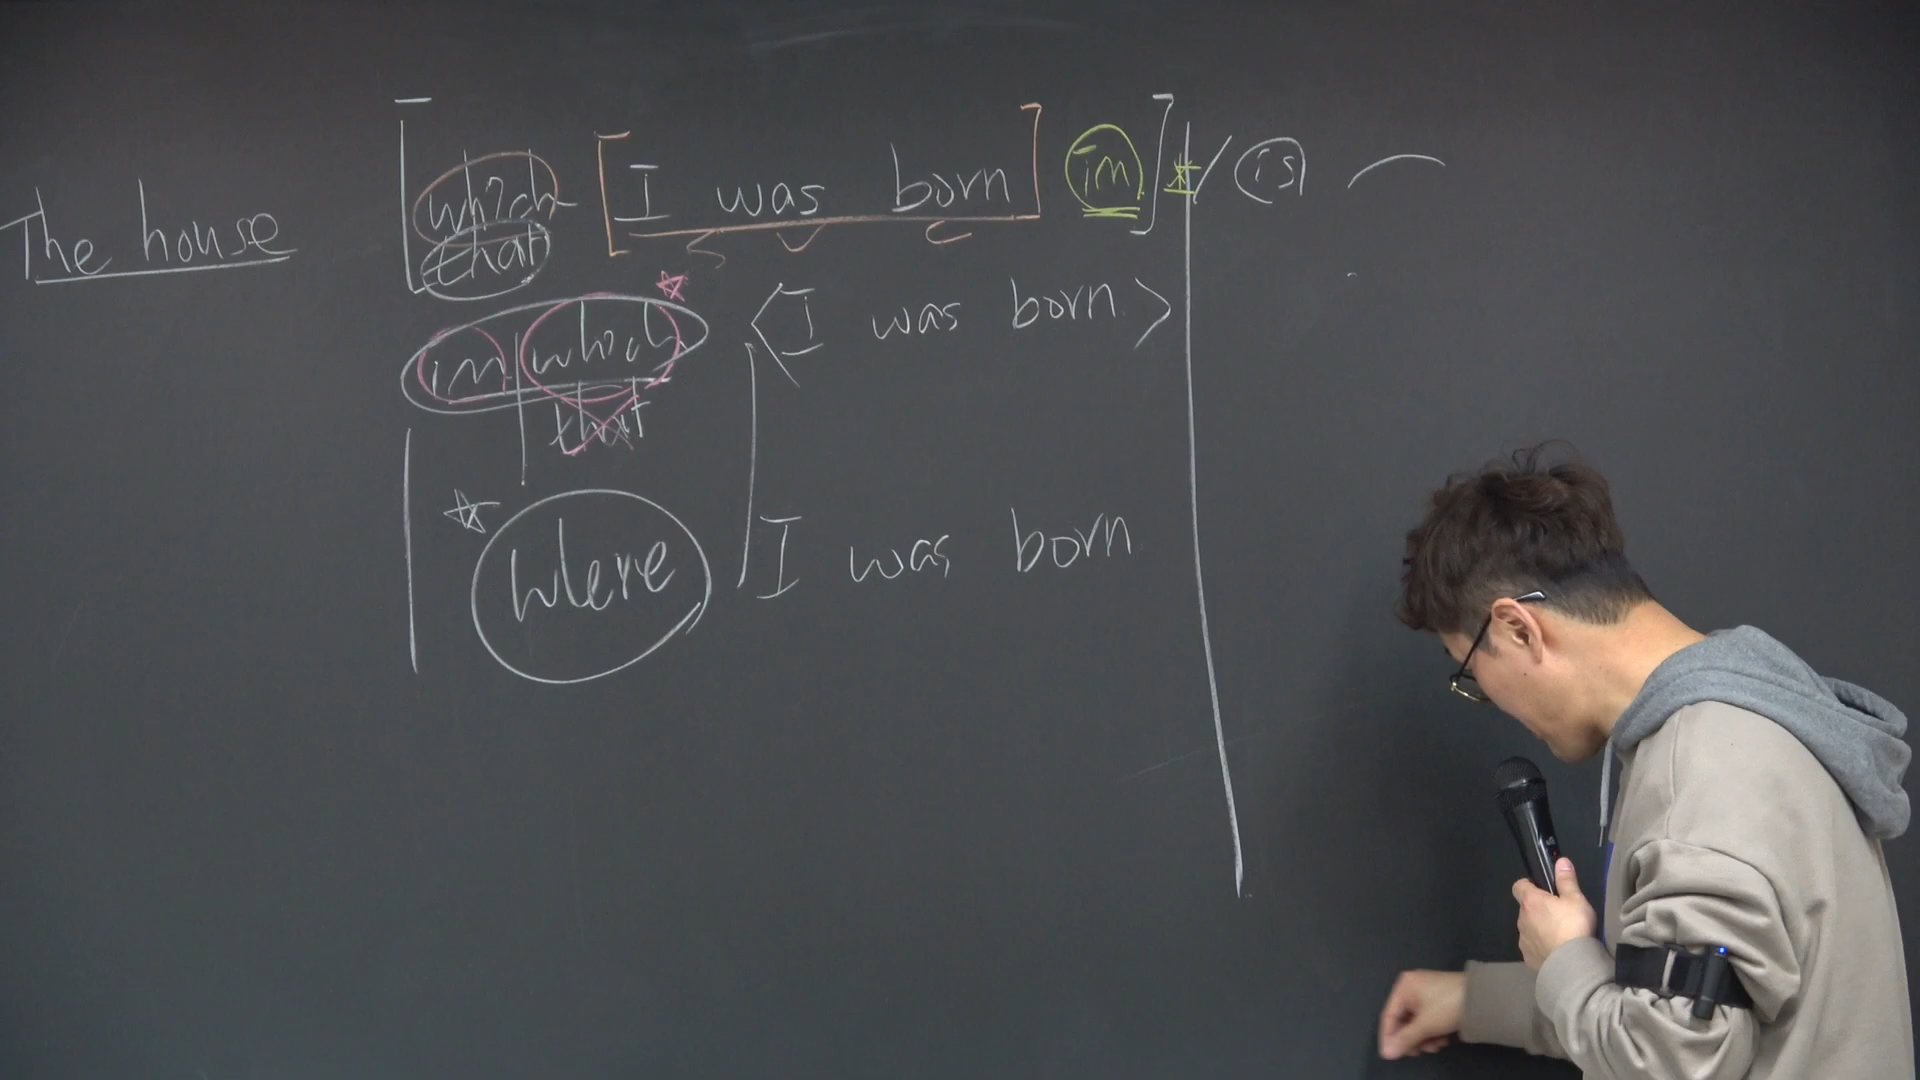 The house which I was born in * / is
that
in which I was born
that
where I was born